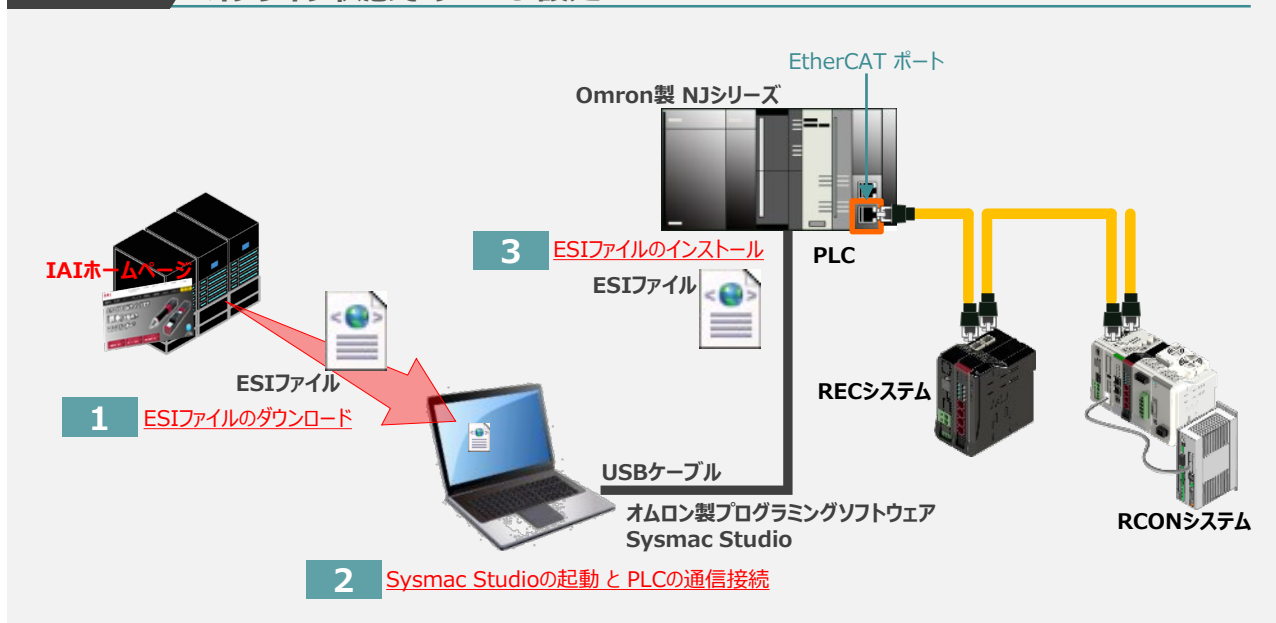 EtherCAT ポート
Omron製 NJシリーズ
3 ESIファイルのインストール
PLC
IAIホームページ
ESIファイル
RECシステム
ESIファイル
1 ESIファイルのダウンロード
USBケーブル
オムロン製プログラミングソフトウェア
Sysmac Studio
RCONシステム
2 Sysmac Studioの起動 と PLCの通信接続